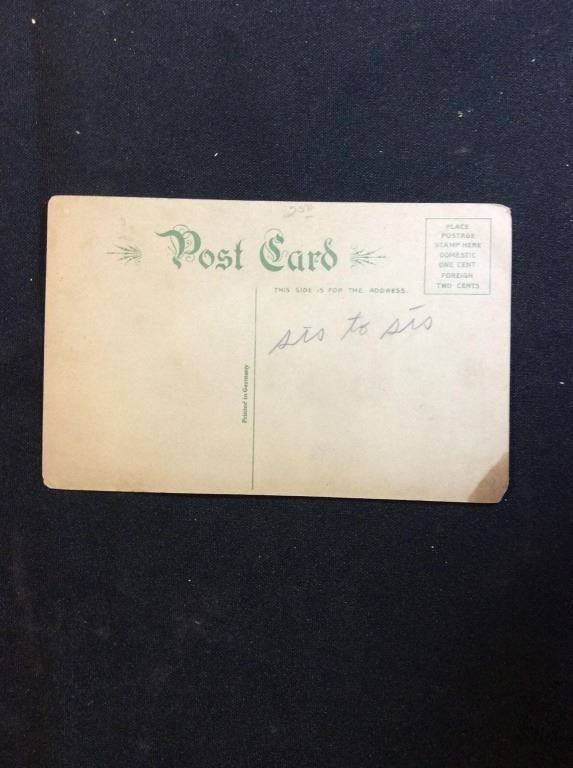 Post Card
PLACE
POSTAGE
STAMP HERE
DOMESTIC
ONE CENT
FOREIGN
TWO CENTS
THIS SIDE IS FOR THE ADDRESS.
sis to sis
Printed in Germany